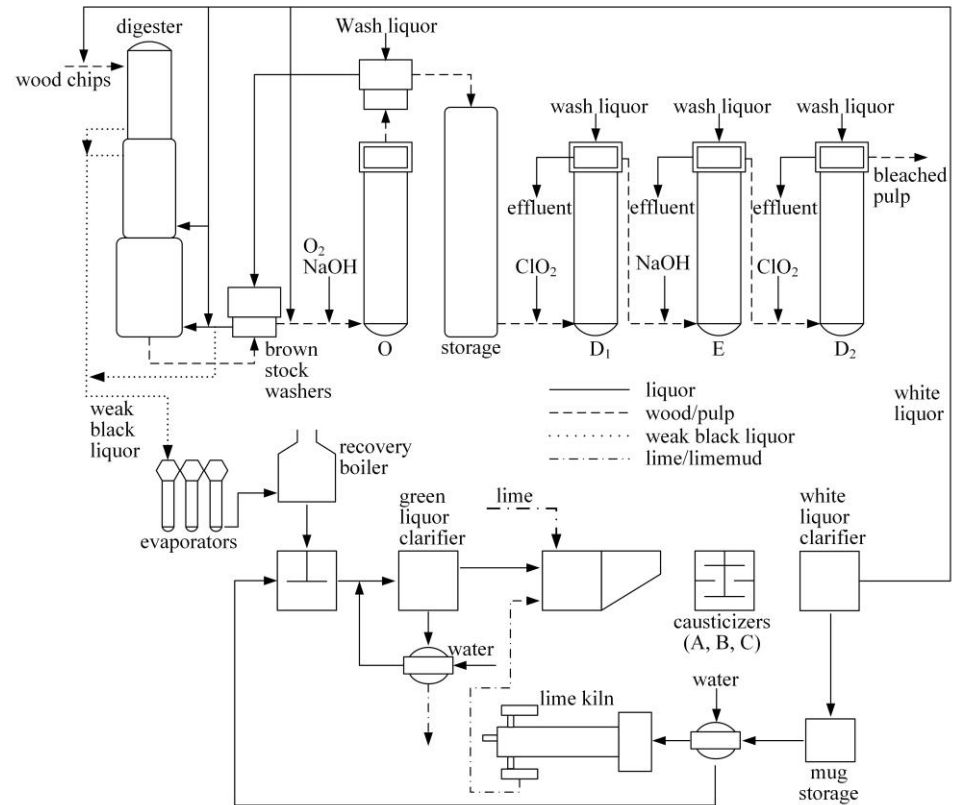 digester
wood chips
Wash liquor
wash liquor
wash liquor
wash liquor
effluent
effluent
effluent
bleached
pulp
O₂
NaOH
ClO₂
NaOH
ClO₂
O
storage
D₁
E
D₂
brown
stock
washers
liquor
wood/pulp
weak black liquor
lime/limemud
white
liquor
weak
black
liquor
recovery
boiler
evaporators
green
liquor
clarifier
lime
white
liquor
clarifier
causticizers
(A, B, C)
water
lime kiln
water
mug
storage